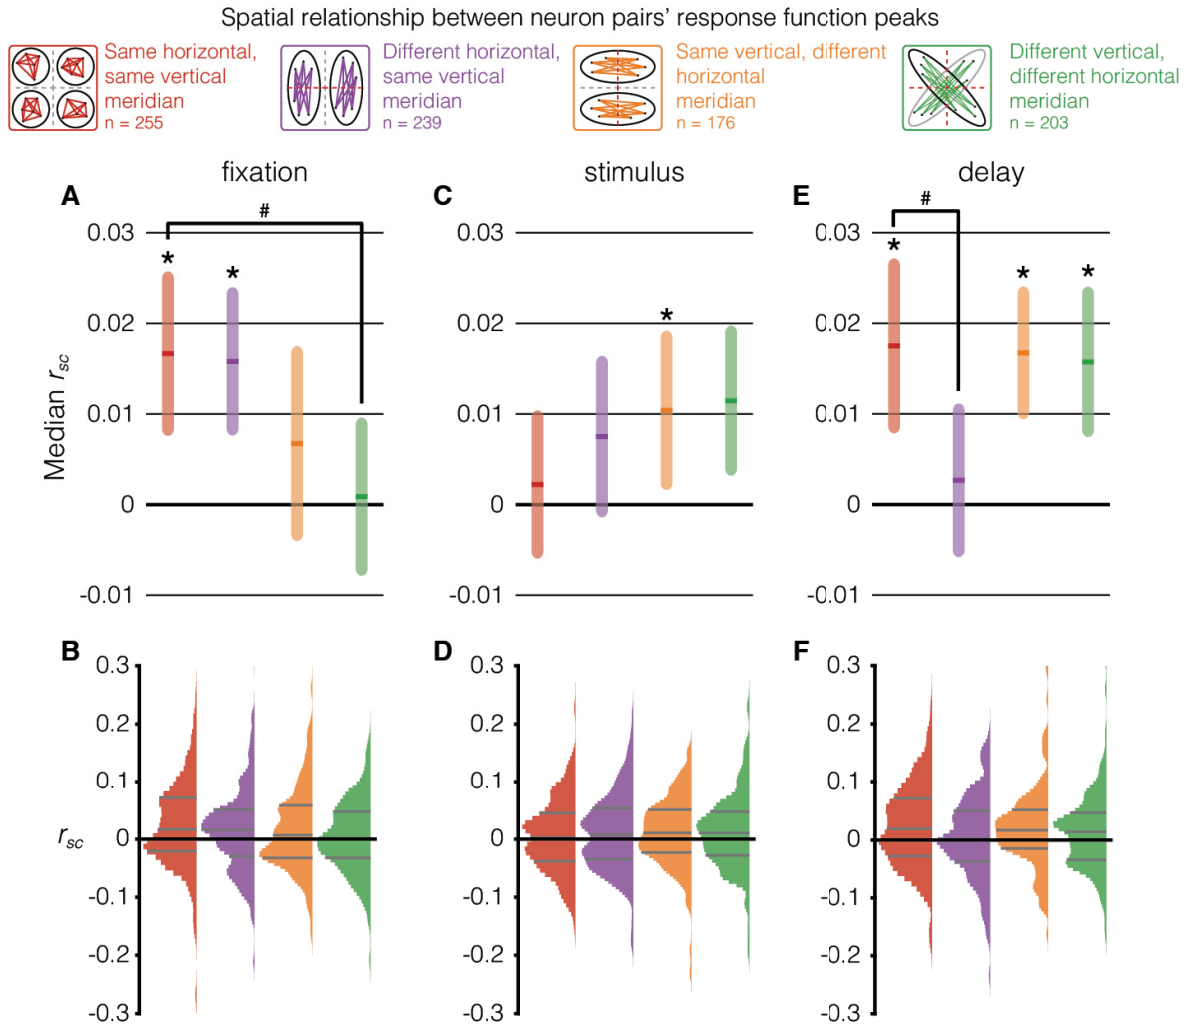 Spatial relationship between neuron pairs’ response function peaks
Same horizontal,
same vertical
meridian
n = 255
Different horizontal,
same vertical
meridian
n = 239
Same vertical, different
horizontal
meridian
n = 176
Different vertical,
different horizontal
meridian
n = 203
A
fixation
C
stimulus
E
delay
#
#
0.03
0.03
0.03
*
*
*
*
*
*
0.02
0.02
0.02
Median rsc
0.01
0.01
0.01
0
0
0
-0.01
-0.01
-0.01
B
D
F
0.3
0.3
0.3
0.2
0.2
0.2
0.1
0.1
0.1
rsc
0
0
0
-0.1
-0.1
-0.1
-0.2
-0.2
-0.2
-0.3
-0.3
-0.3